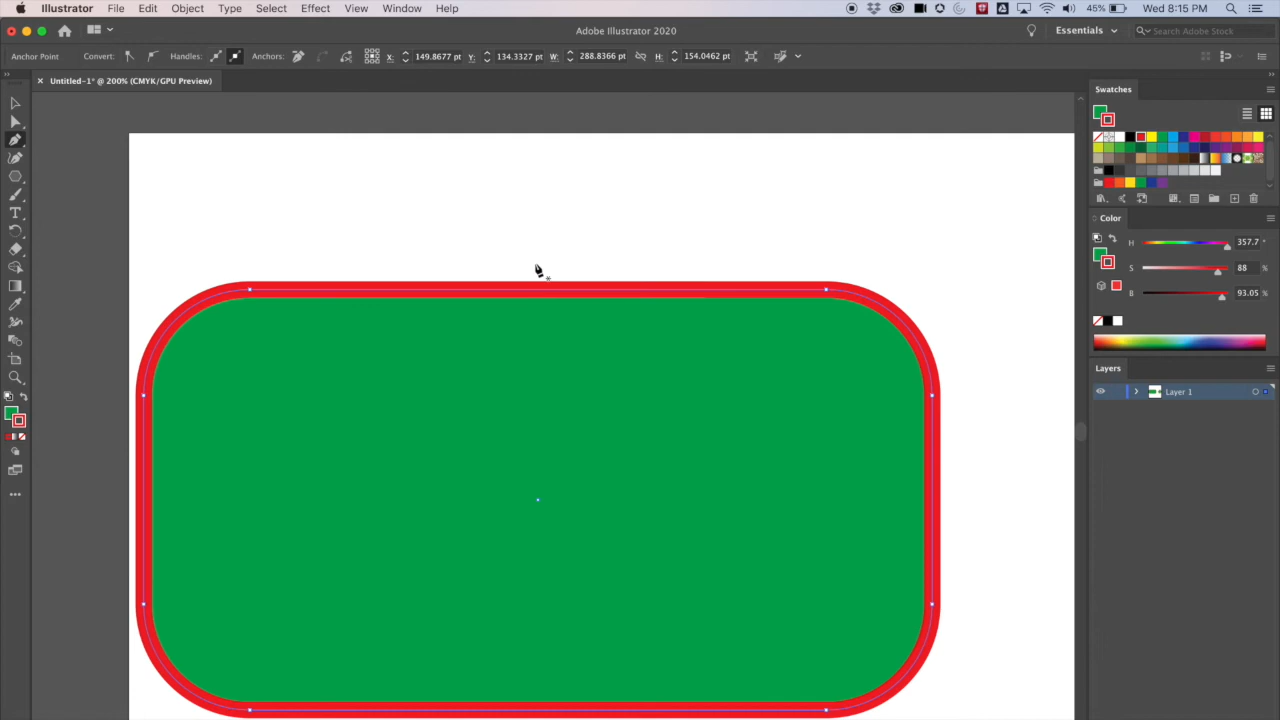 Illustrator File Edit Object Type Select Effect View Window Help 45% Wed 8:15 PM
Adobe Illustrator 2020 Essentials Search Adobe Stock
Anchor Point Convert: Handles: Anchors: X: 149.8677 pt Y: 134.3327 pt W: 288.8366 pt H: 154.0462 pt
× Untitled-1* @ 200% (CMYK/GPU Preview)
Swatches
Color
H 357.7 °
S 88 %
B 93.05 %
Layers
Layer 1